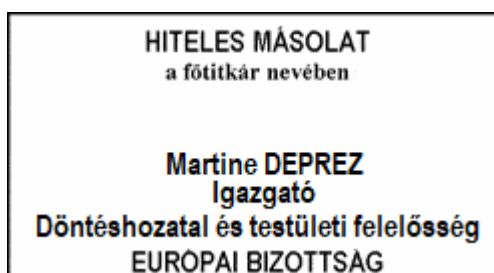 HITELES MÁSOLAT
a főtitkár nevében
Martine DEPREZ
Igazgató
Döntéshozatal és testületi felelősség
EURÓPAI BIZOTTSÁG